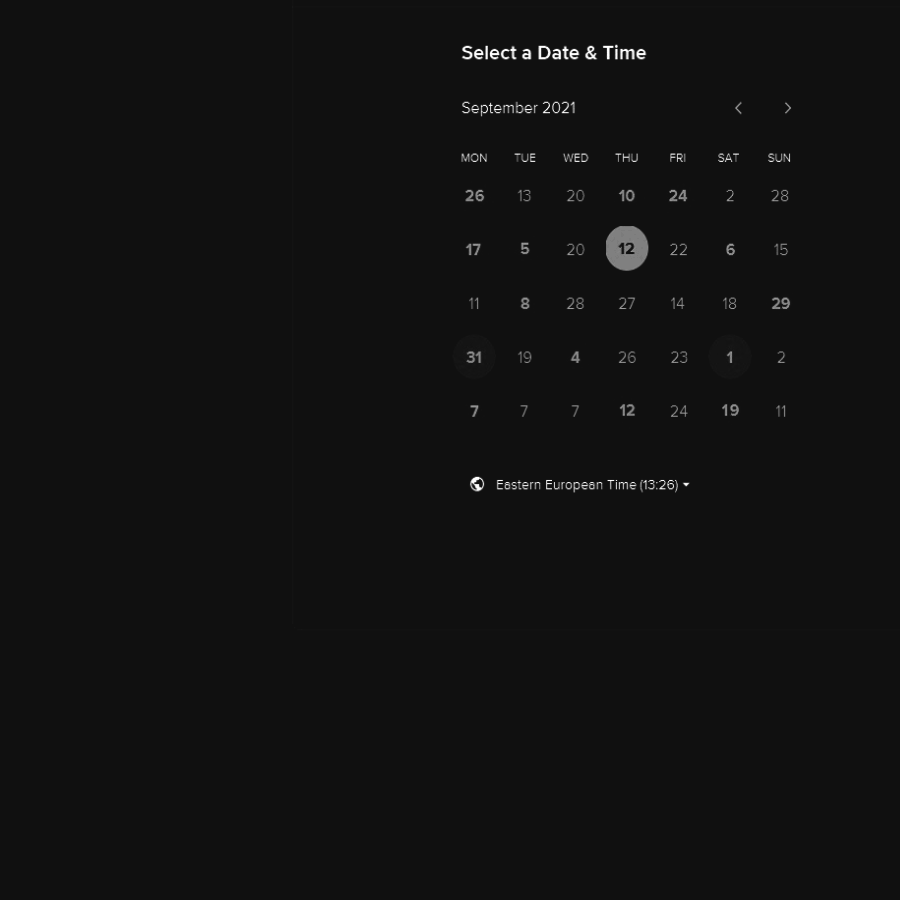 Select a Date & Time
September 2021
MON TUE WED THU FRI SAT SUN
26 13 20 10 24 2 28
17 5 20 12 22 6 15
11 8 28 27 14 18 29
31 19 4 26 23 1 2
7 7 7 12 24 19 11
Eastern European Time (13:26)